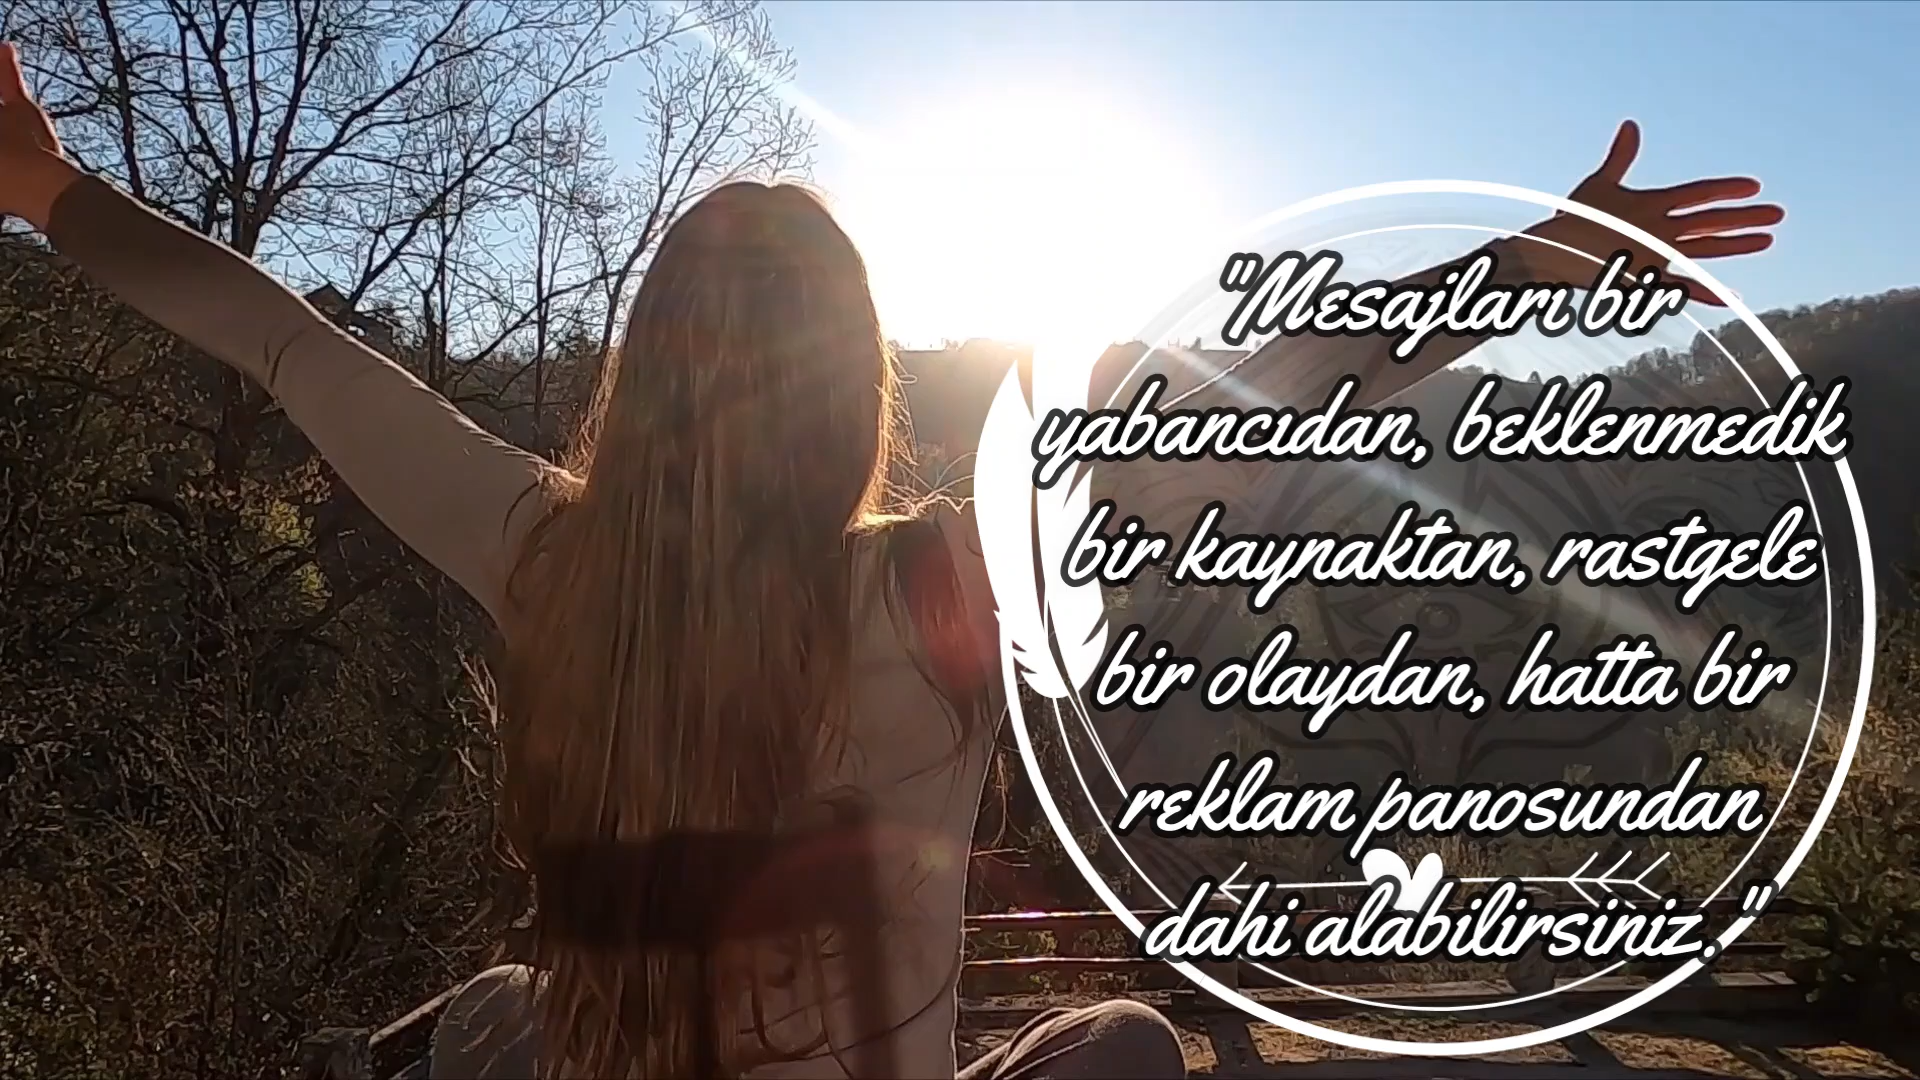 "Mesajları bir
yabancıdan, beklenmedik
bir kaynaktan, rastgele
bir olaydan, hatta bir
reklam panosundan
dahi alabilirsiniz."